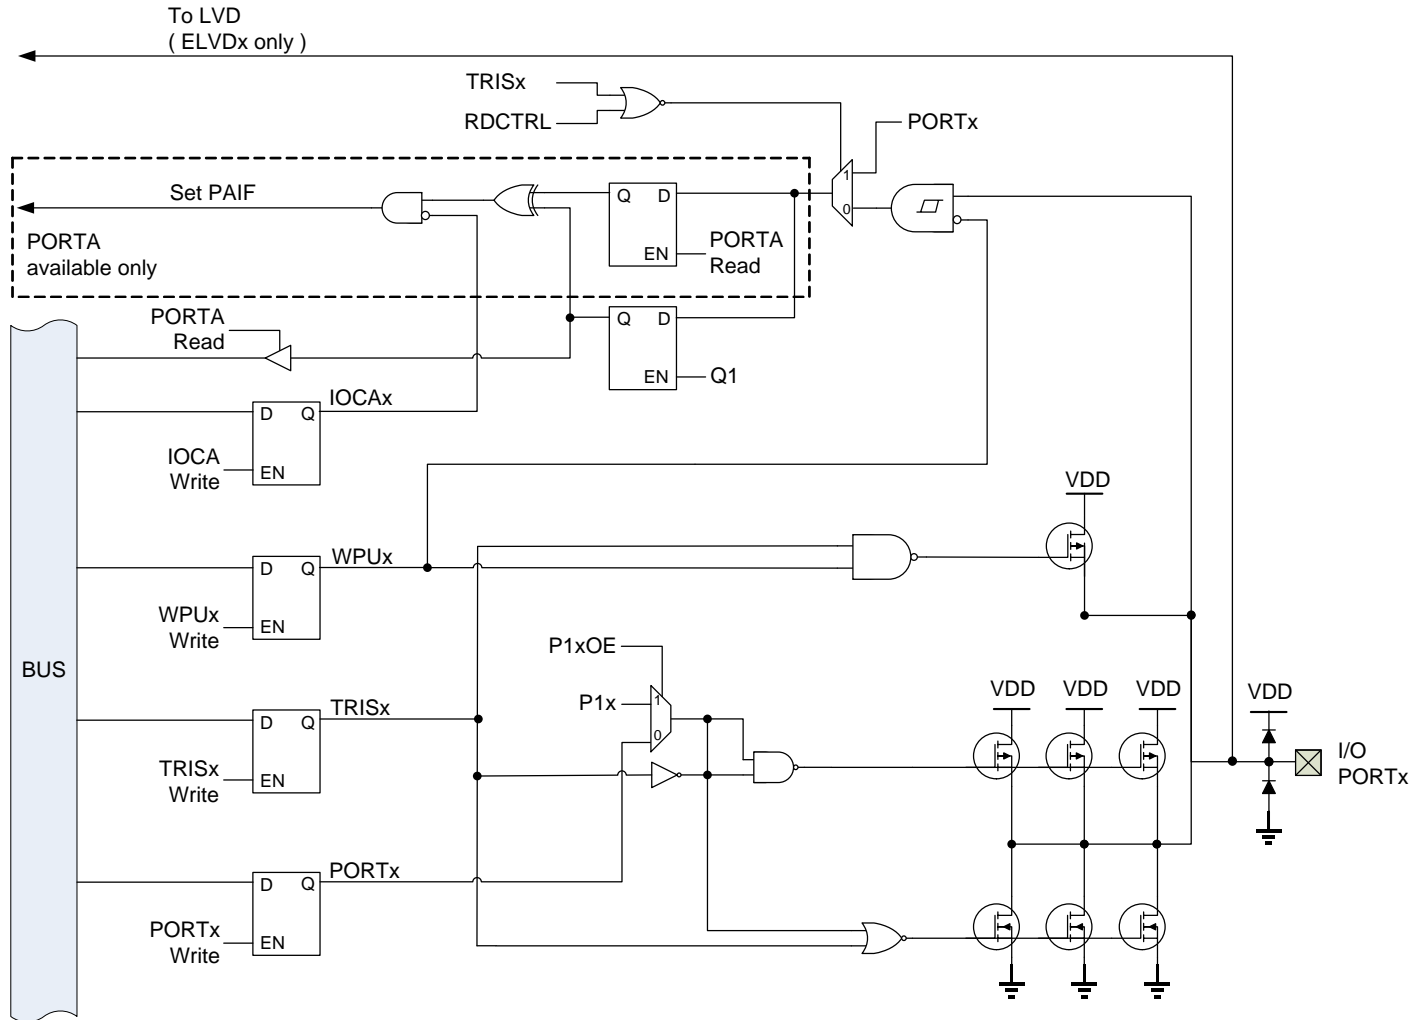 To LVD
( ELVDx only )
TRISx
RDCTRL
PORTx
1
0
Set PAIF
Q D
EN
PORTA
Read
PORTA
available only
Q D
EN
Q1
PORTA
Read
D Q
EN
IOCAx
IOCA
Write
VDD
D Q
EN
WPUx
WPUx
Write
BUS
P1xOE
P1x
1
0
D Q
EN
TRISx
TRISx
Write
VDD VDD VDD
VDD
I/O
PORTx
D Q
EN
PORTx
PORTx
Write